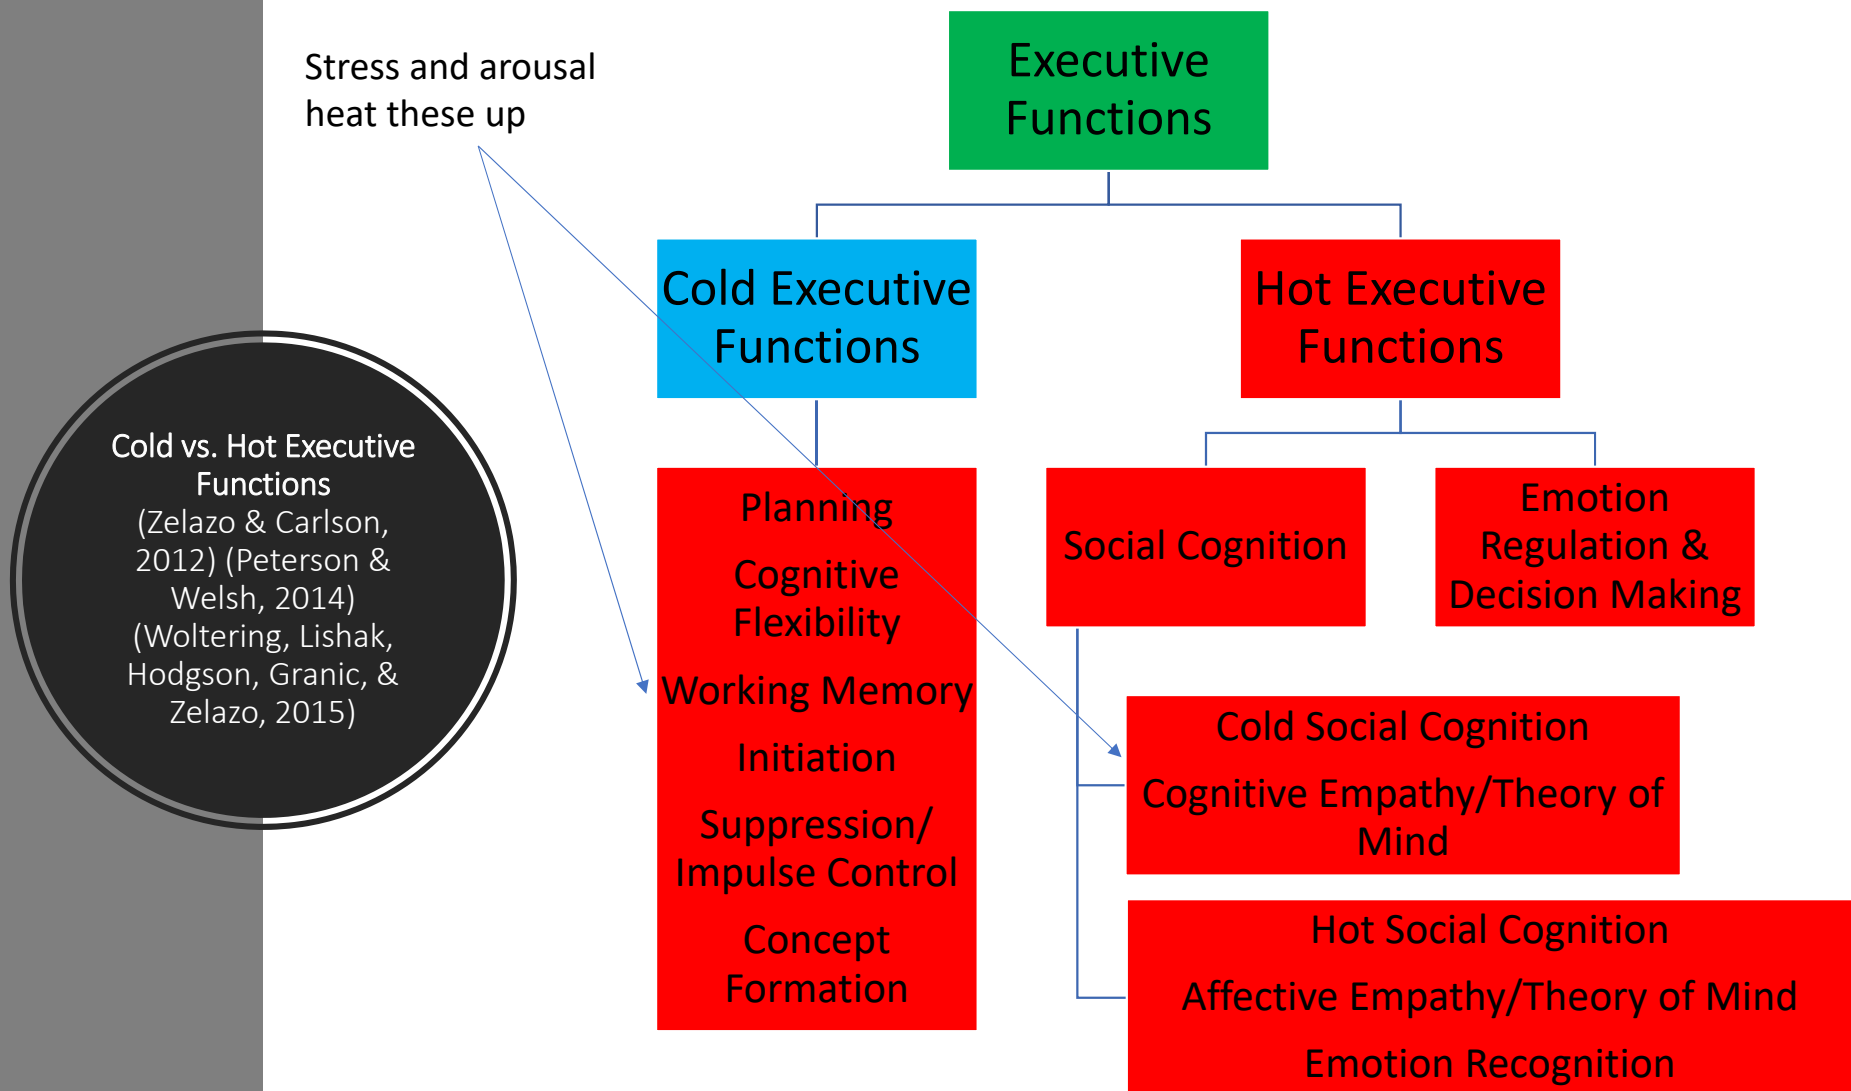 Stress and arousal
heat these up
Executive
Functions
Cold Executive
Functions
Hot Executive
Functions
Cold vs. Hot Executive
Functions
(Zelazo & Carlson,
2012) (Peterson &
Welsh, 2014)
(Woltering, Lishak,
Hodgson, Granic, &
Zelazo, 2015)
Planning
Cognitive
Flexibility
Working Memory
Initiation
Suppression/
Impulse Control
Concept
Formation
Social Cognition
Emotion
Regulation &
Decision Making
Cold Social Cognition
Cognitive Empathy/Theory of
Mind
Hot Social Cognition
Affective Empathy/Theory of Mind
Emotion Recognition